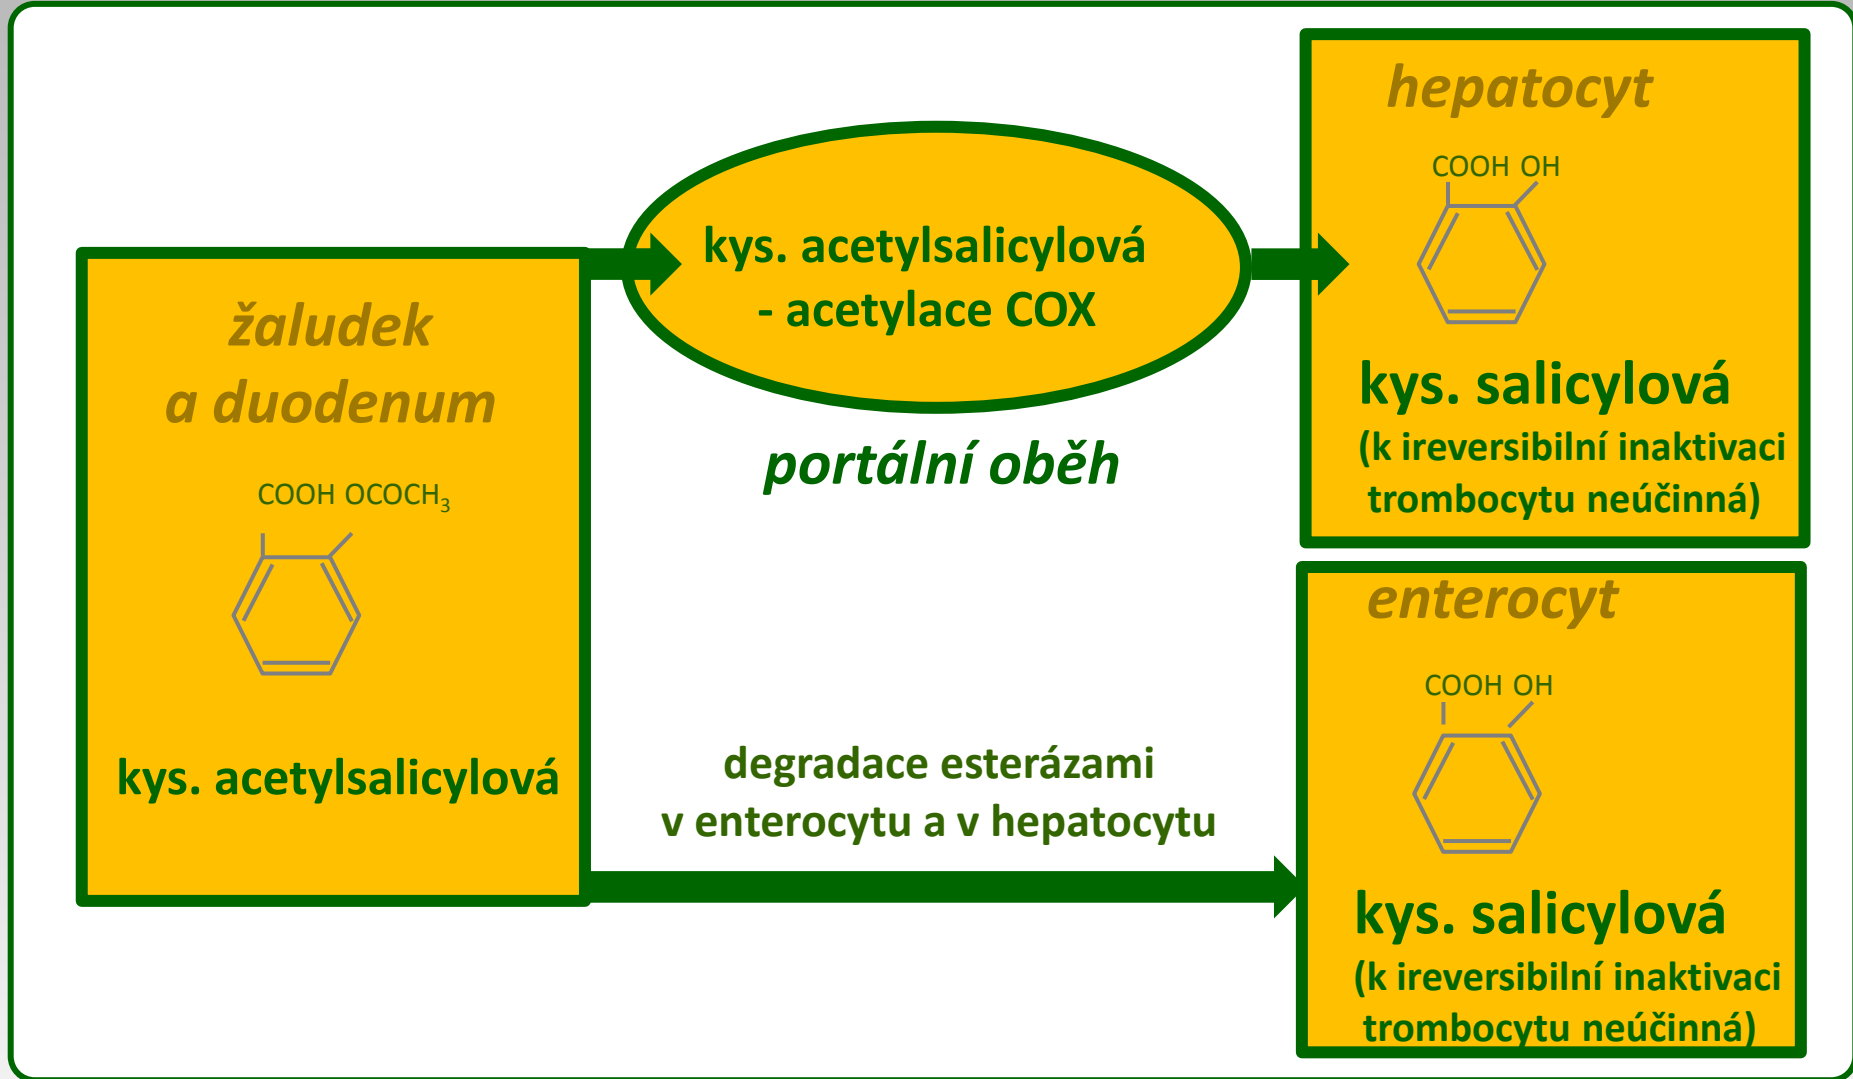 žaludek
a duodenum
COOH OCOCH₃
kys. acetylsalicylová
kys. acetylsalicylová
- acetylace COX
portální oběh
degradace esterázami
v enterocytu a v hepatocytu
hepatocyt
COOH OH
kys. salicylová
(k ireversibilní inaktivaci
trombocytu neúčinná)
enterocyt
COOH OH
kys. salicylová
(k ireversibilní inaktivaci
trombocytu neúčinná)